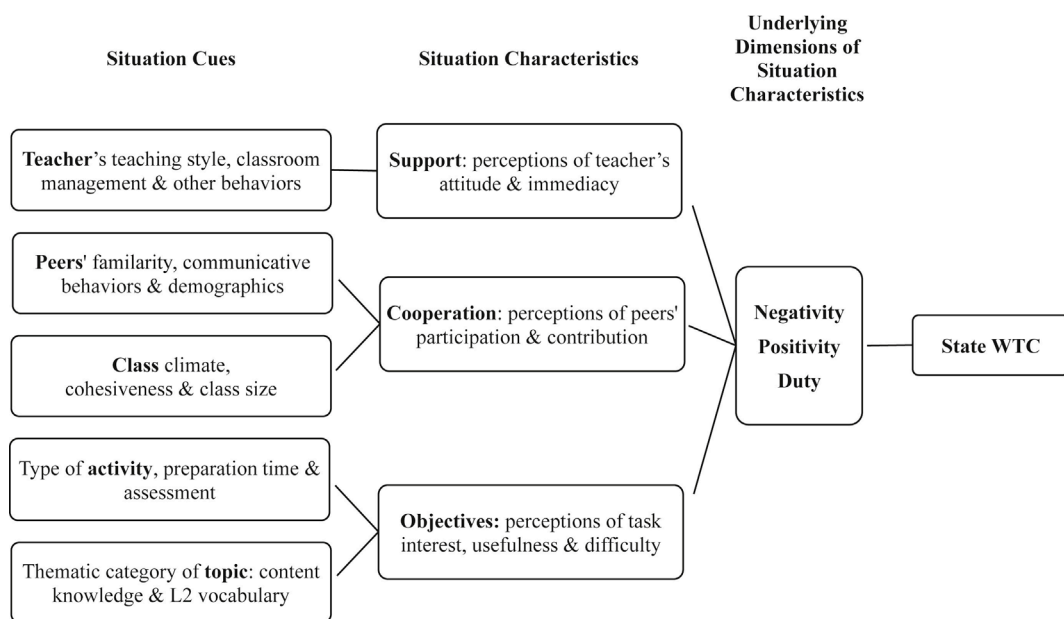 Situation Cues
Situation Characteristics
Underlying
Dimensions of
Situation
Characteristics
Teacher's teaching style, classroom
management & other behaviors
Support: perceptions of teacher's
attitude & immediacy
Peers' familarity, communicative
behaviors & demographics
Cooperation: perceptions of peers'
participation & contribution
Class climate,
cohesiveness & class size
Negativity
Positivity
Duty
State WTC
Type of activity, preparation time &
assessment
Objectives: perceptions of task
interest, usefulness & difficulty
Thematic category of topic: content
knowledge & L2 vocabulary